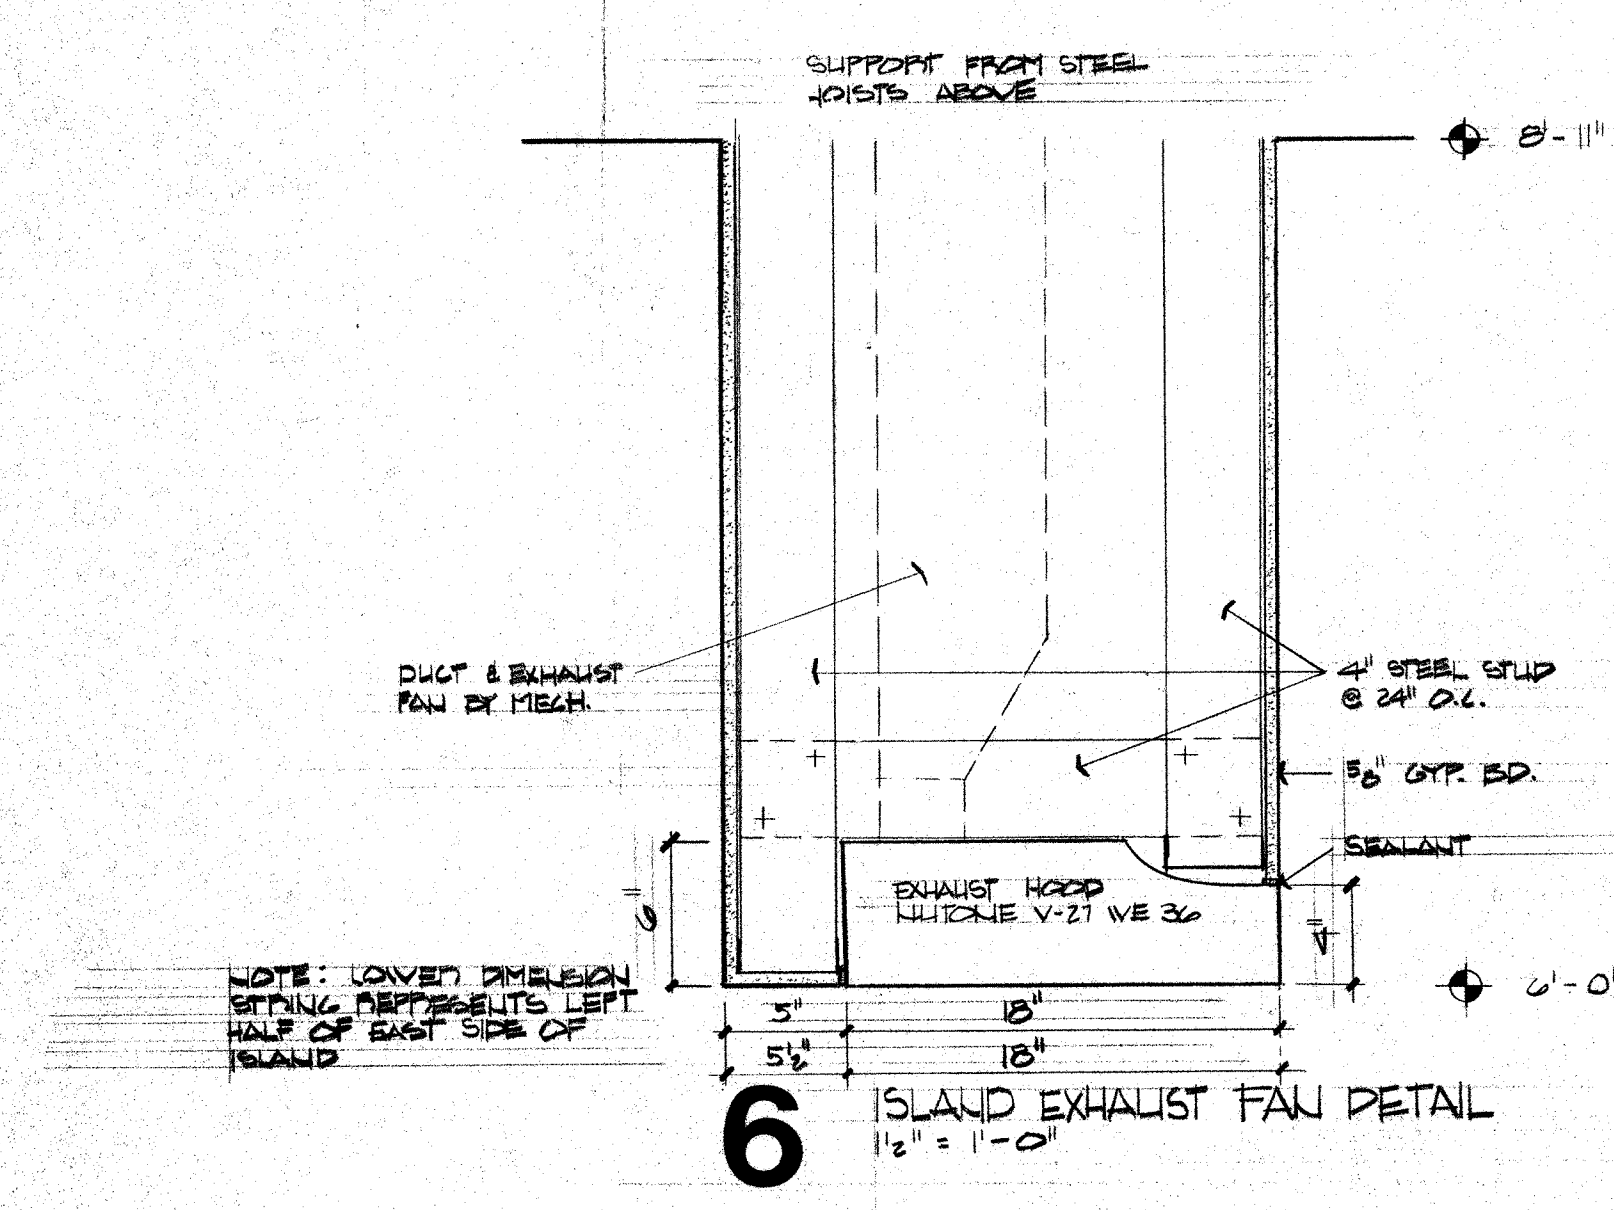 SUPPORT FROM STEEL
JOISTS ABOVE
8'-11"
DUCT & EXHAUST
FAN BY MECH.
4" STEEL STUD
@ 24" O.C.
5/8" GYP. BD.
SEALANT
EXHAUST HOOD
NUTONE V-27 WE 36
6"
4"
NOTE: LOWER DIMENSION
STRING REPRESENTS LEFT
HALF OF EAST SIDE OF
ISLAND
6'-0"
5" 18"
5 1/2" 18"
6 ISLAND EXHAUST FAN DETAIL
1 1/2" = 1'-0"